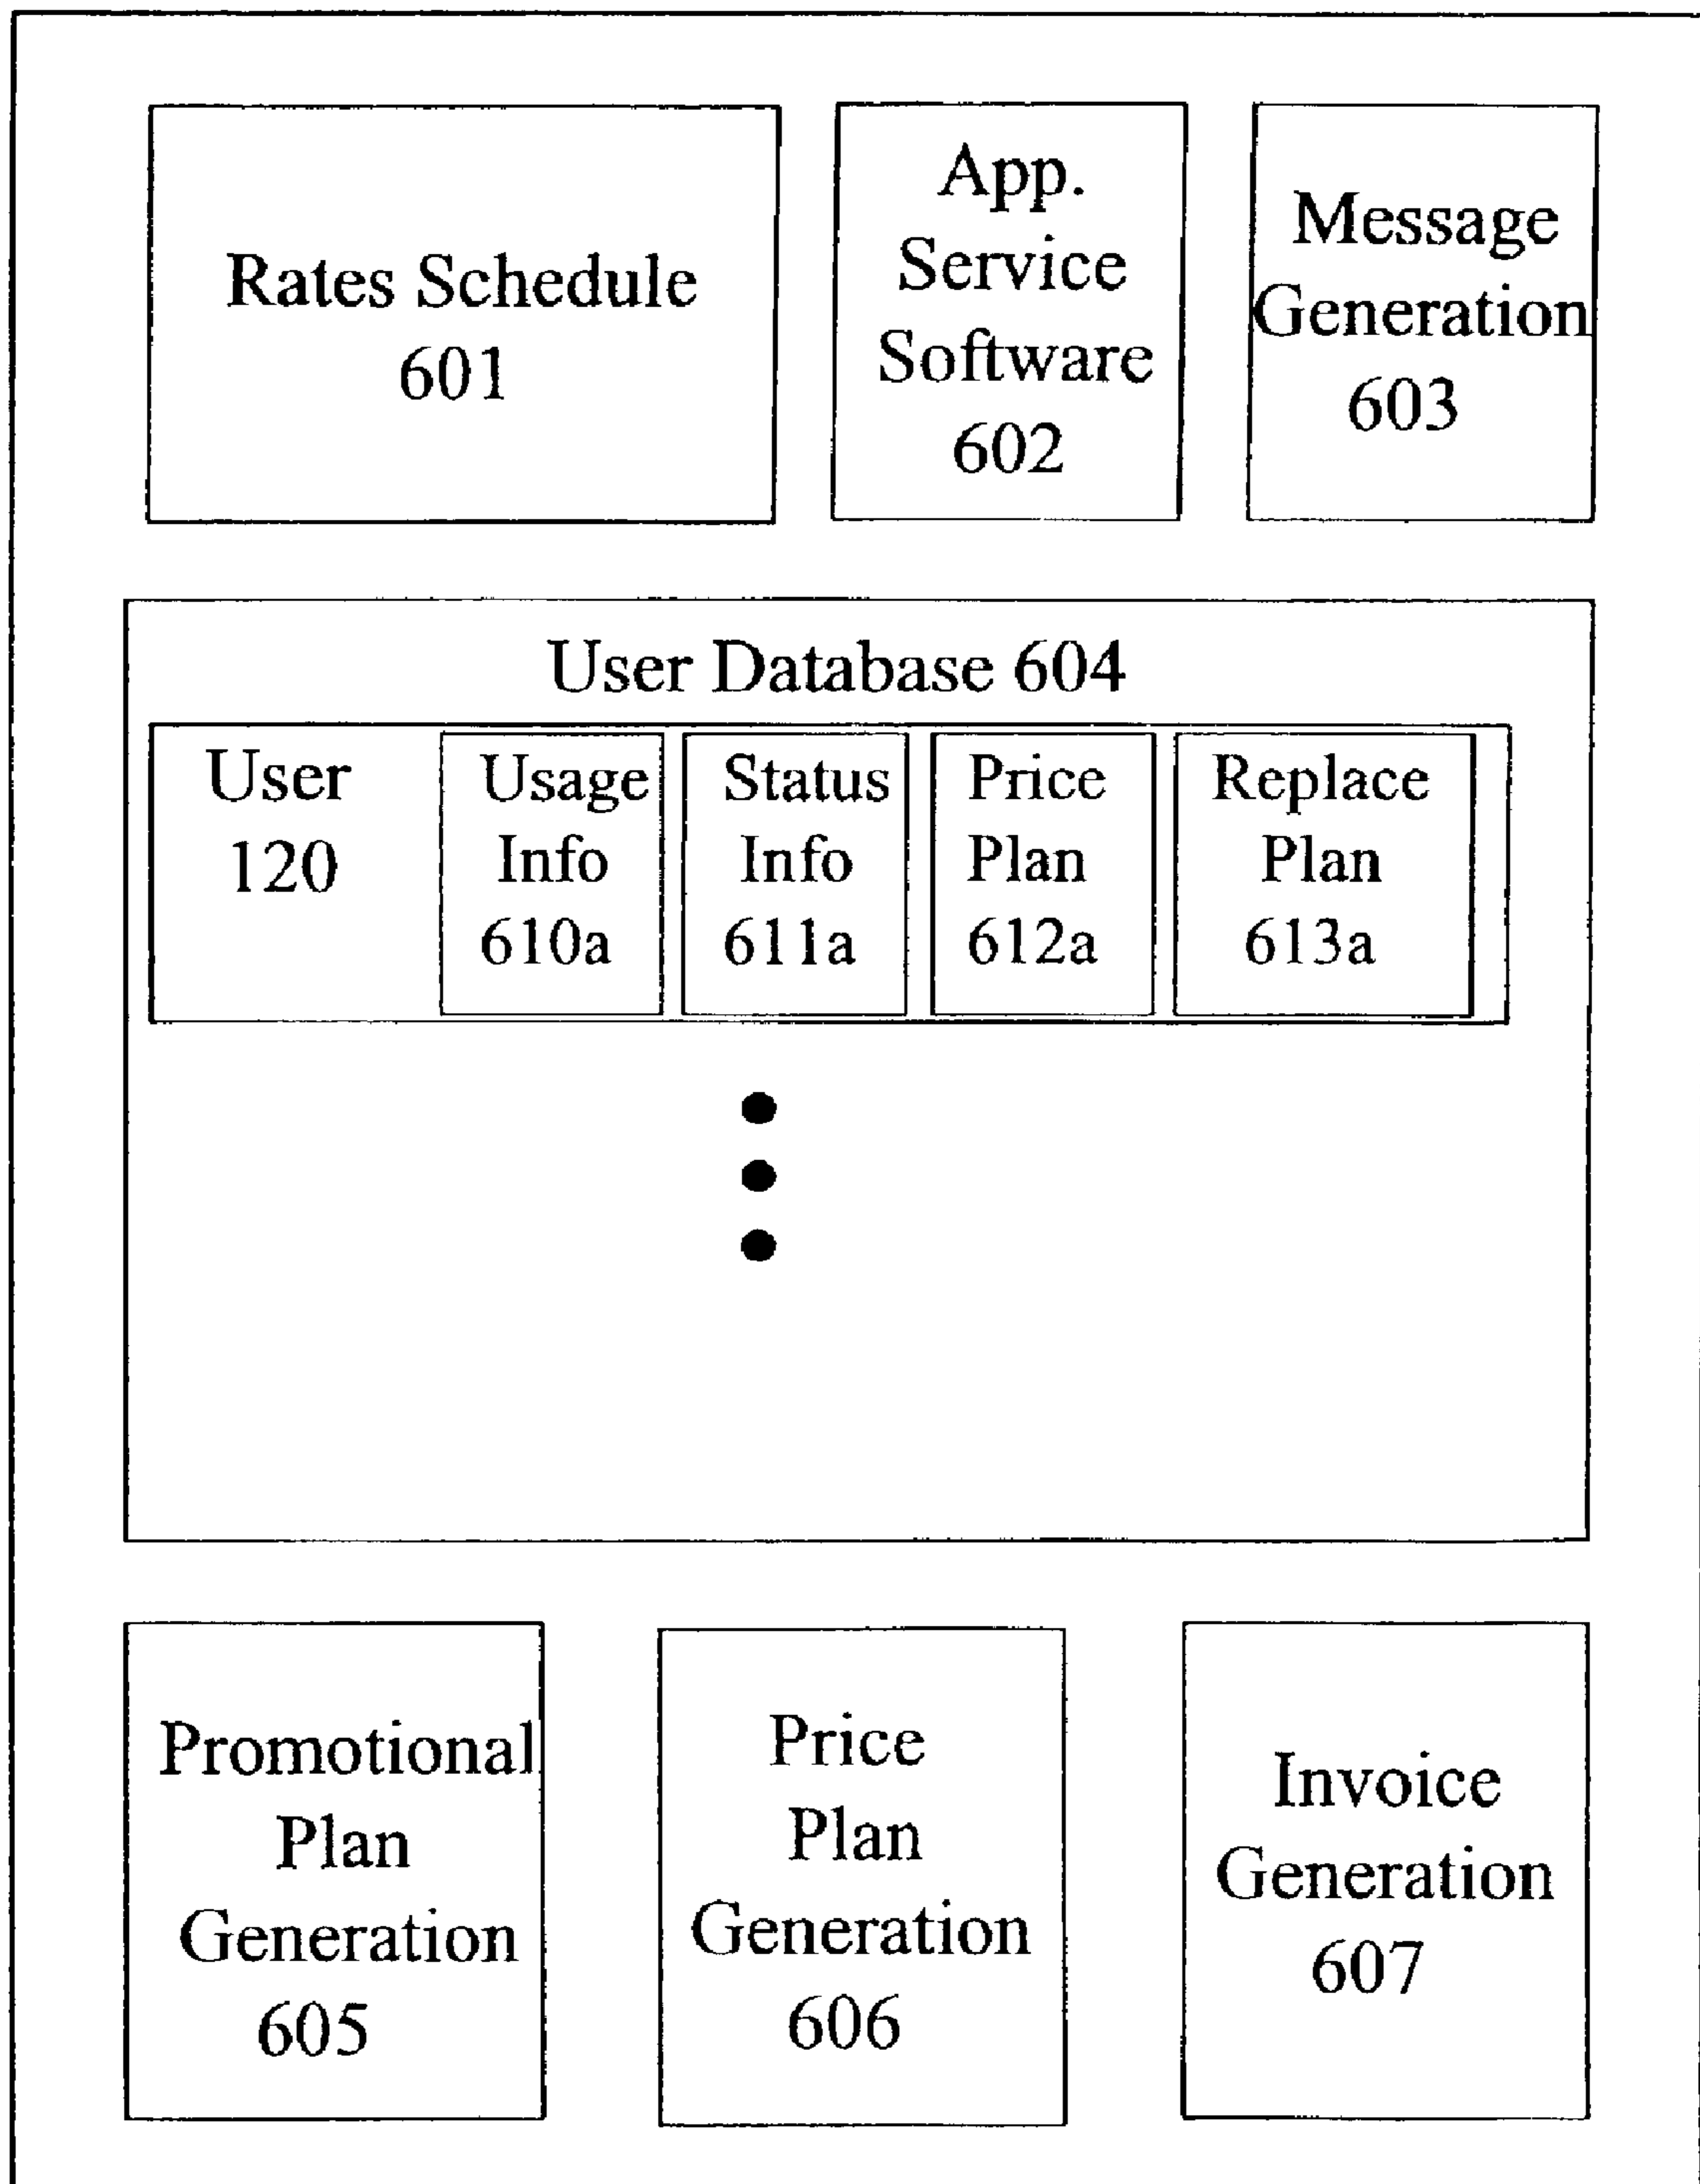 Rates Schedule
601
App.
Service
Software
602
Message
Generation
603
User Database 604
User
120
Usage
Info
610a
Status
Info
611a
Price
Plan
612a
Replace
Plan
613a
Promotional
Plan
Generation
605
Price
Plan
Generation
606
Invoice
Generation
607